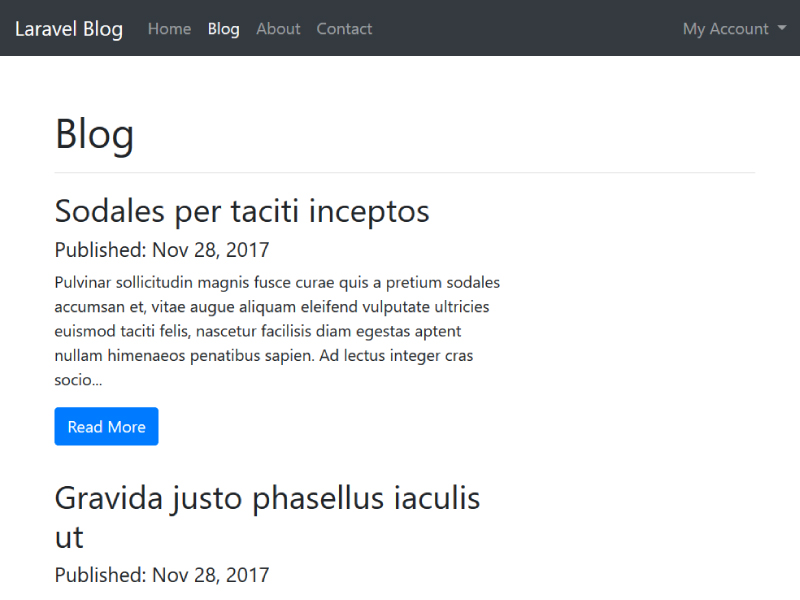 Laravel Blog Home Blog About Contact My Account
Blog
Sodales per taciti inceptos
Published: Nov 28, 2017
Pulvinar sollicitudin magnis fusce curae quis a pretium sodales
accumsan et, vitae augue aliquam eleifend vulputate ultricies
euismod taciti felis, nascetur facilisis diam egestas aptent
nullam himenaeos penatibus sapien. Ad lectus integer cras
socio...
Read More
Gravida justo phasellus iaculis
ut
Published: Nov 28, 2017